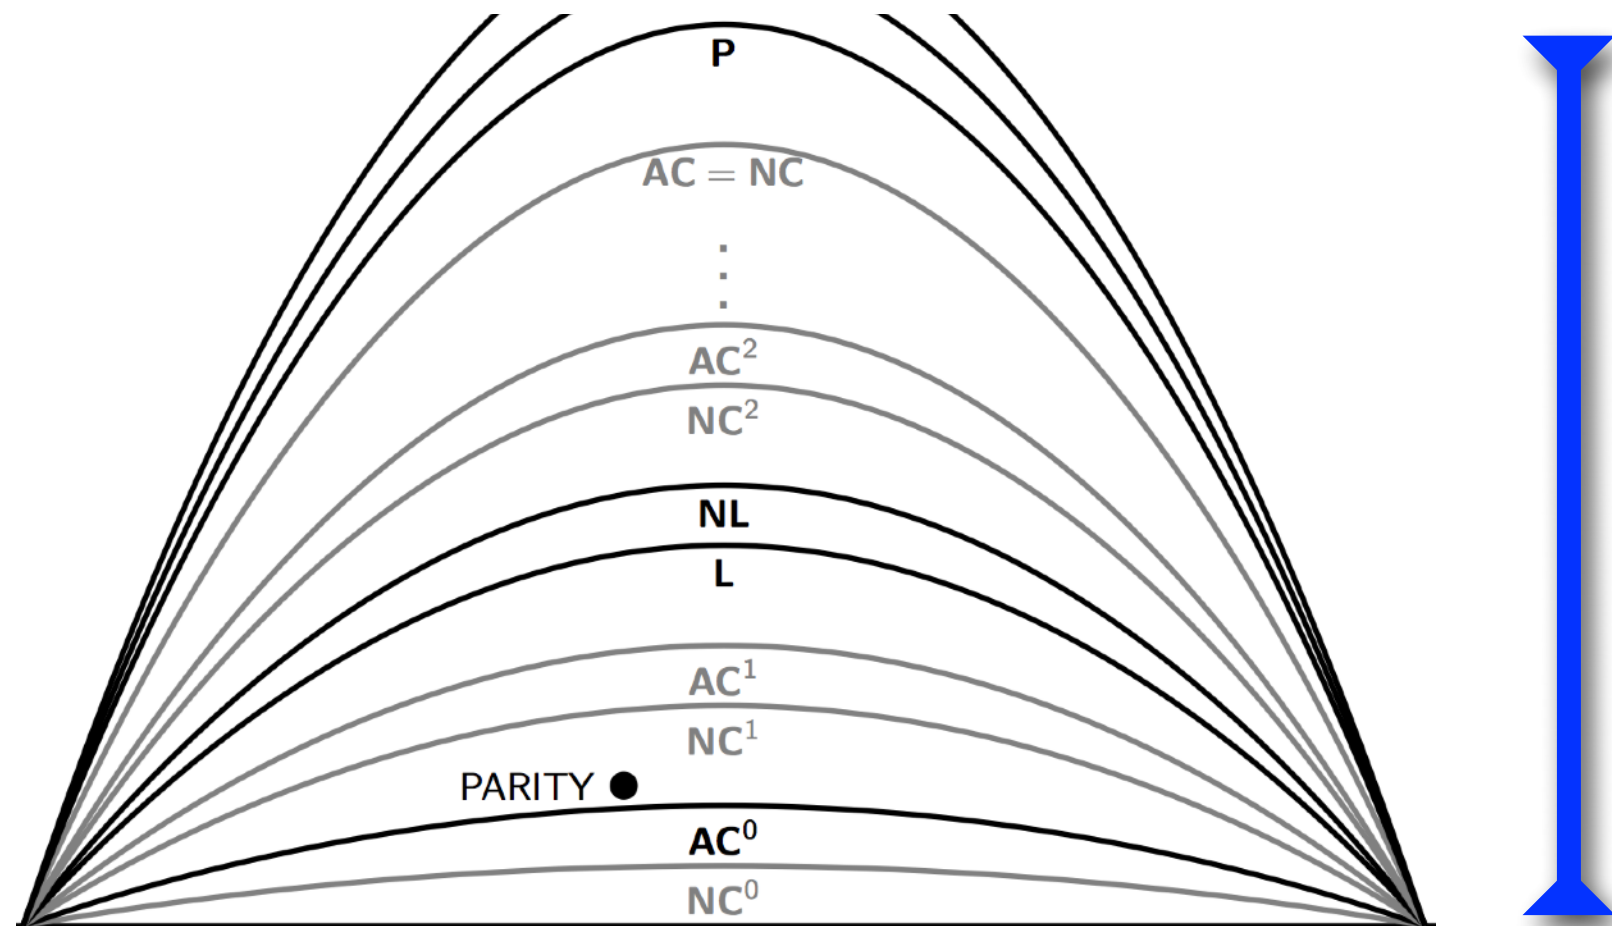 P
AC = NC
⋮
AC²
NC²
NL
L
AC¹
NC¹
PARITY
AC⁰
NC⁰